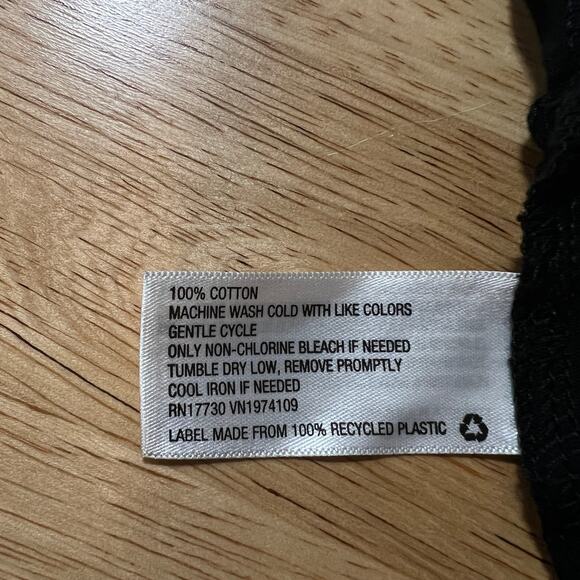 100% COTTON
MACHINE WASH COLD WITH LIKE COLORS
GENTLE CYCLE
ONLY NON-CHLORINE BLEACH IF NEEDED
TUMBLE DRY LOW, REMOVE PROMPTLY
COOL IRON IF NEEDED
RN17730 VN1974109
LABEL MADE FROM 100% RECYCLED PLASTIC